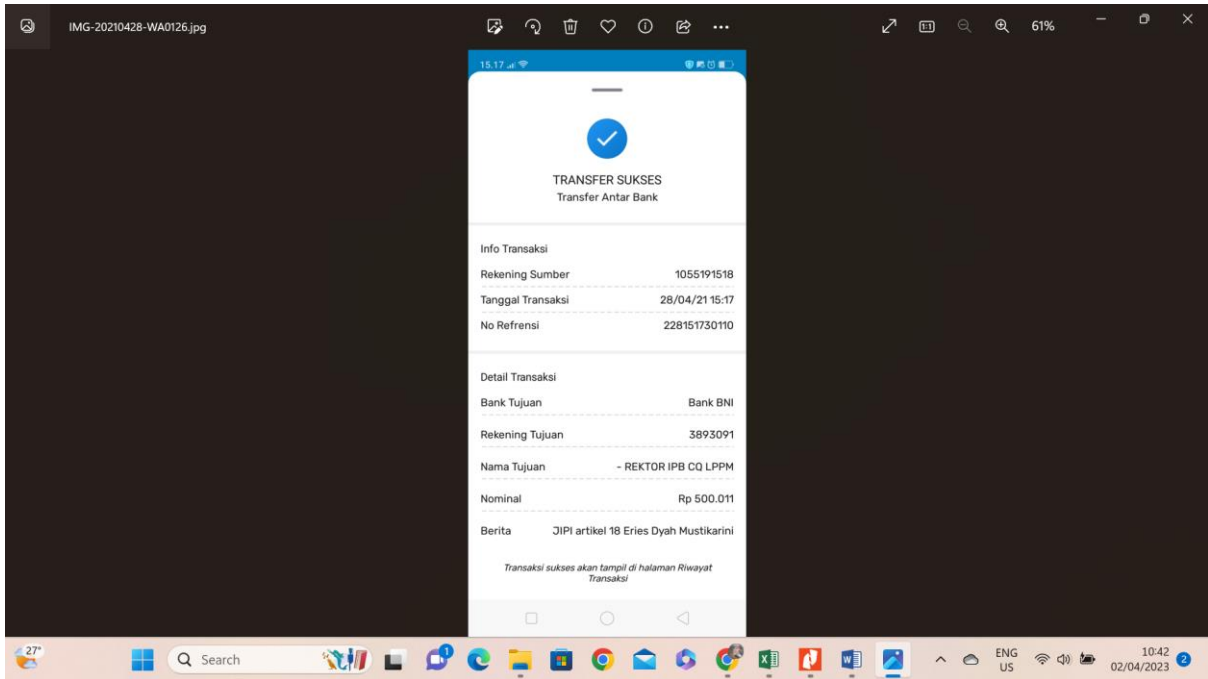 IMG-20210428-WA0126.jpg
61%
15.17
TRANSFER SUKSES
Transfer Antar Bank
Info Transaksi
Rekening Sumber 1055191518
Tanggal Transaksi 28/04/21 15:17
No Refrensi 228151730110
Detail Transaksi
Bank Tujuan Bank BNI
Rekening Tujuan 3893091
Nama Tujuan - REKTOR IPB CQ LPPM
Nominal Rp 500.011
Berita JIPI artikel 18 Eries Dyah Mustikarini
Transaksi sukses akan tampil di halaman Riwayat
Transaksi
27°
Search
ENG
US
10:42
02/04/2023
2